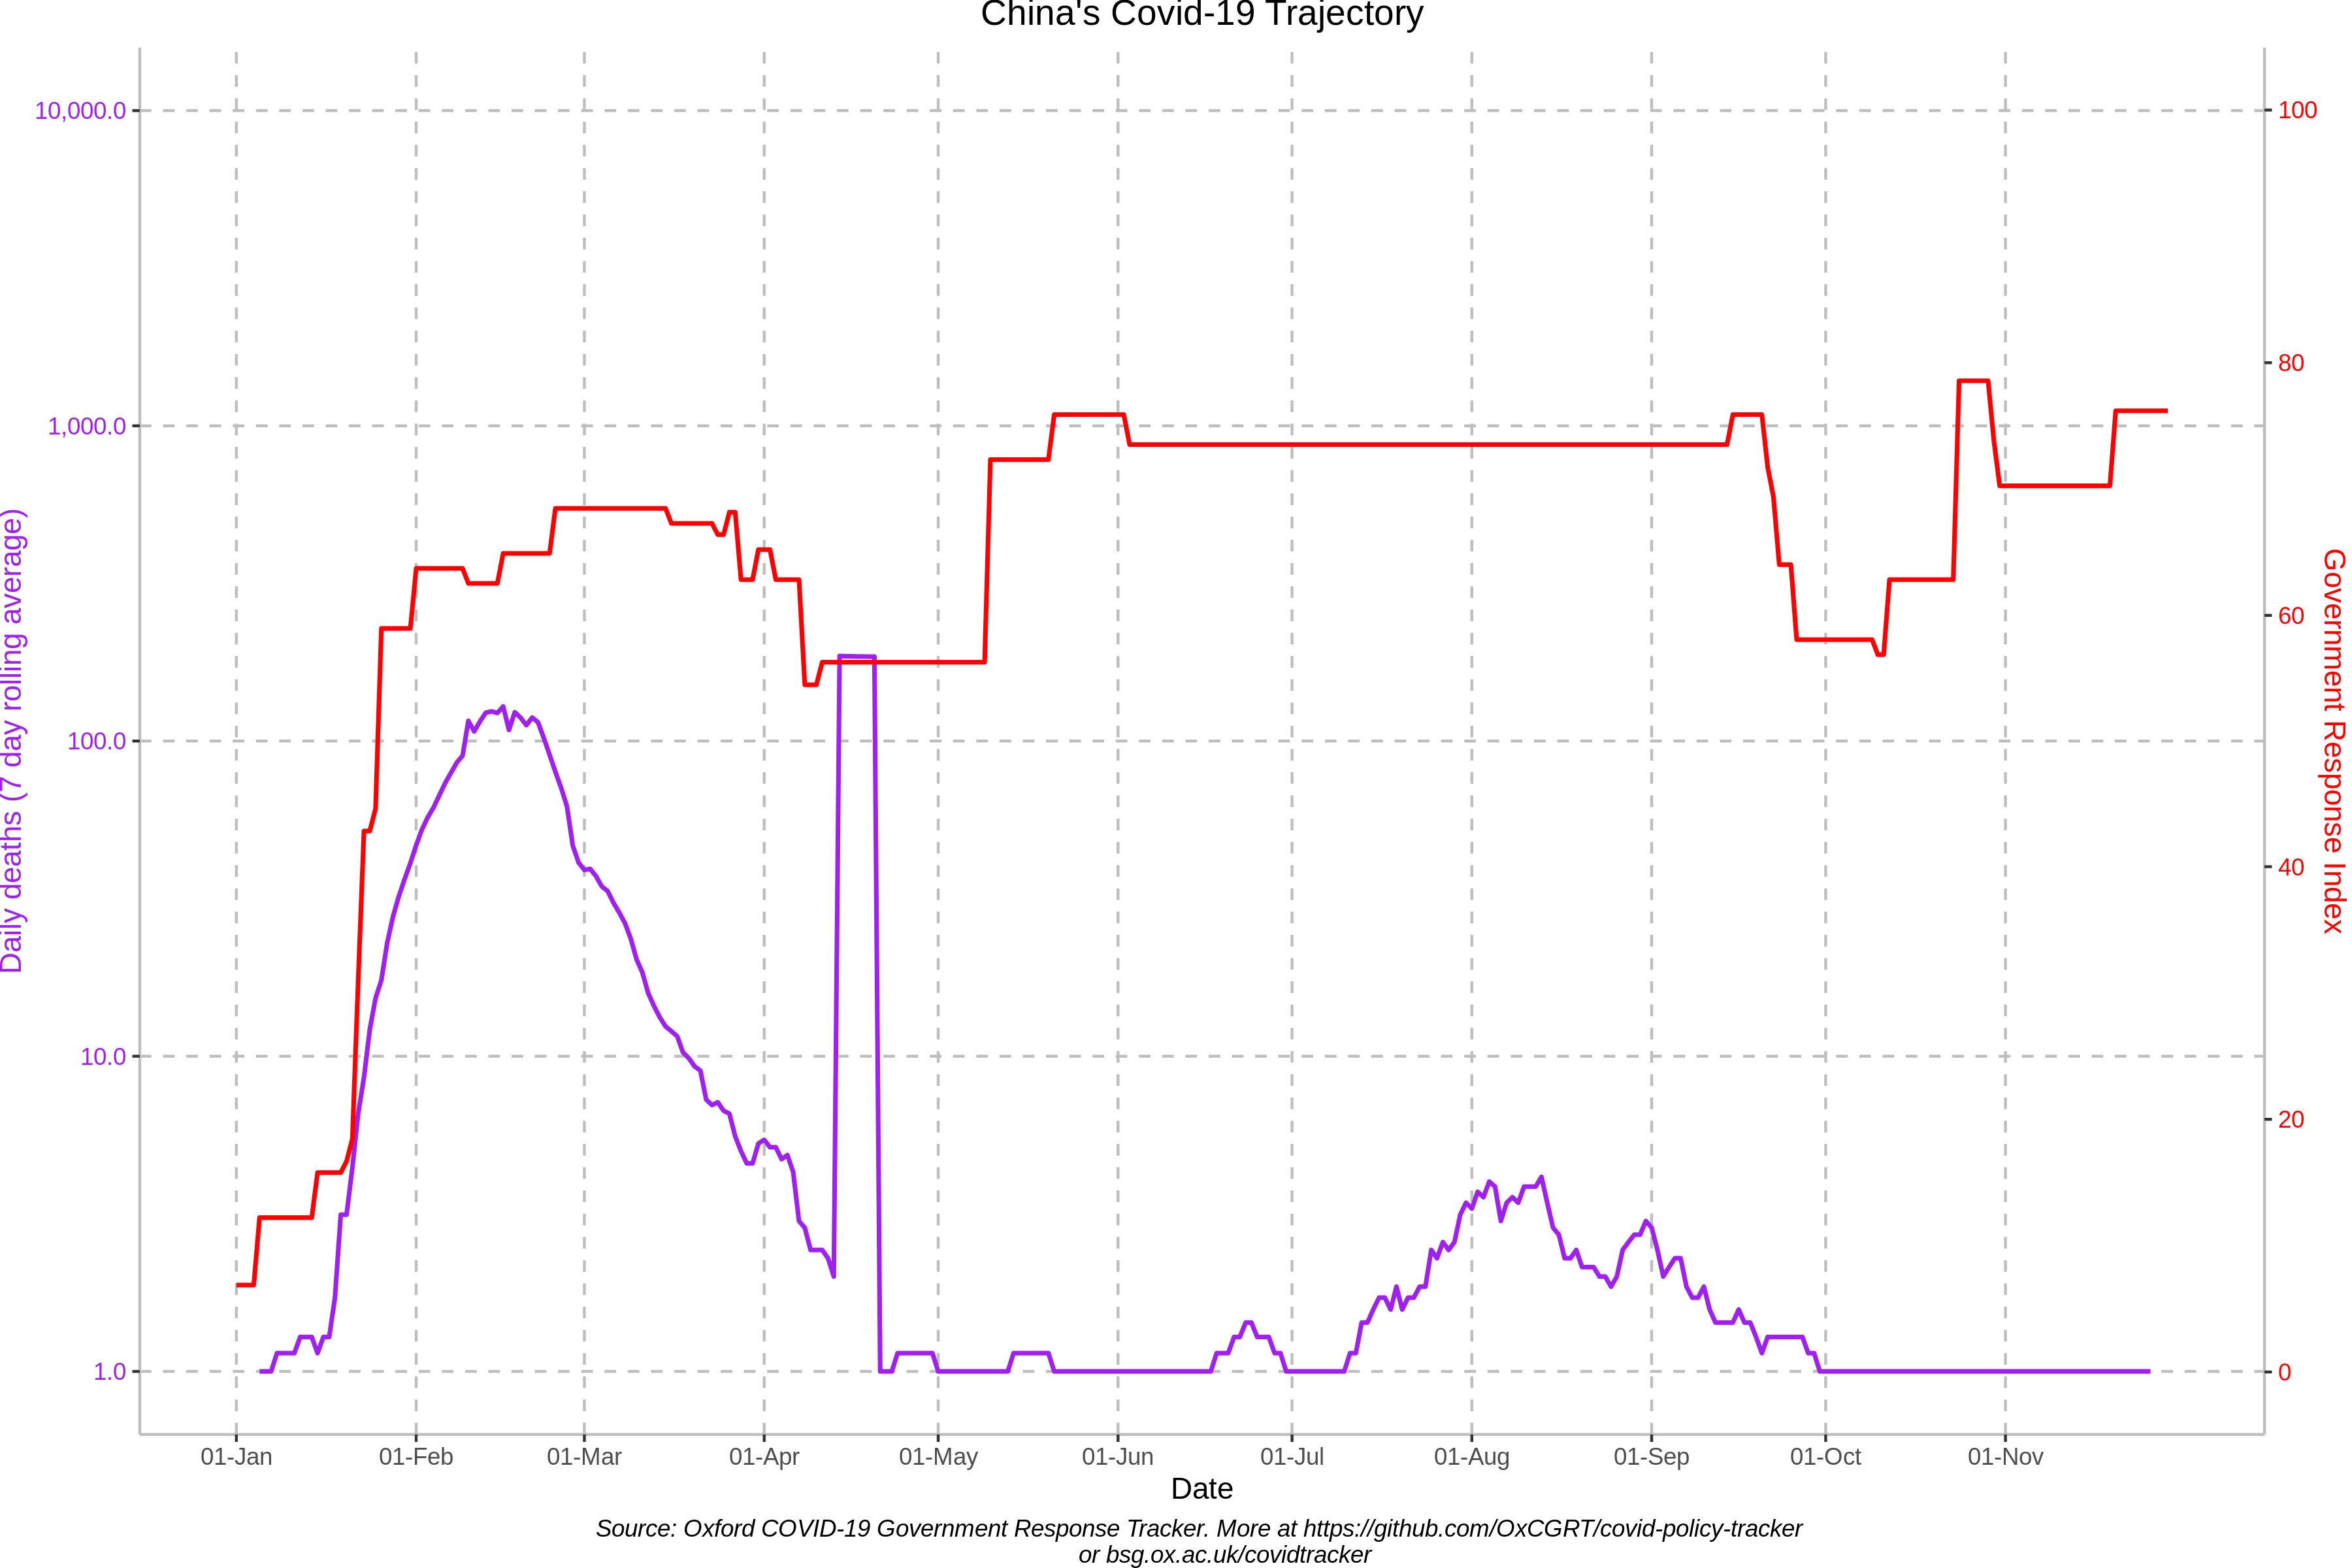 China's Covid-19 Trajectory
10,000.0
1,000.0
100.0
10.0
1.0
Daily deaths (7 day rolling average)
100
80
60
40
20
0
Government Response Index
01-Jan 01-Feb 01-Mar 01-Apr 01-May 01-Jun 01-Jul 01-Aug 01-Sep 01-Oct 01-Nov
Date
Source: Oxford COVID-19 Government Response Tracker. More at https://github.com/OxCGRT/covid-policy-tracker
or bsg.ox.ac.uk/covidtracker